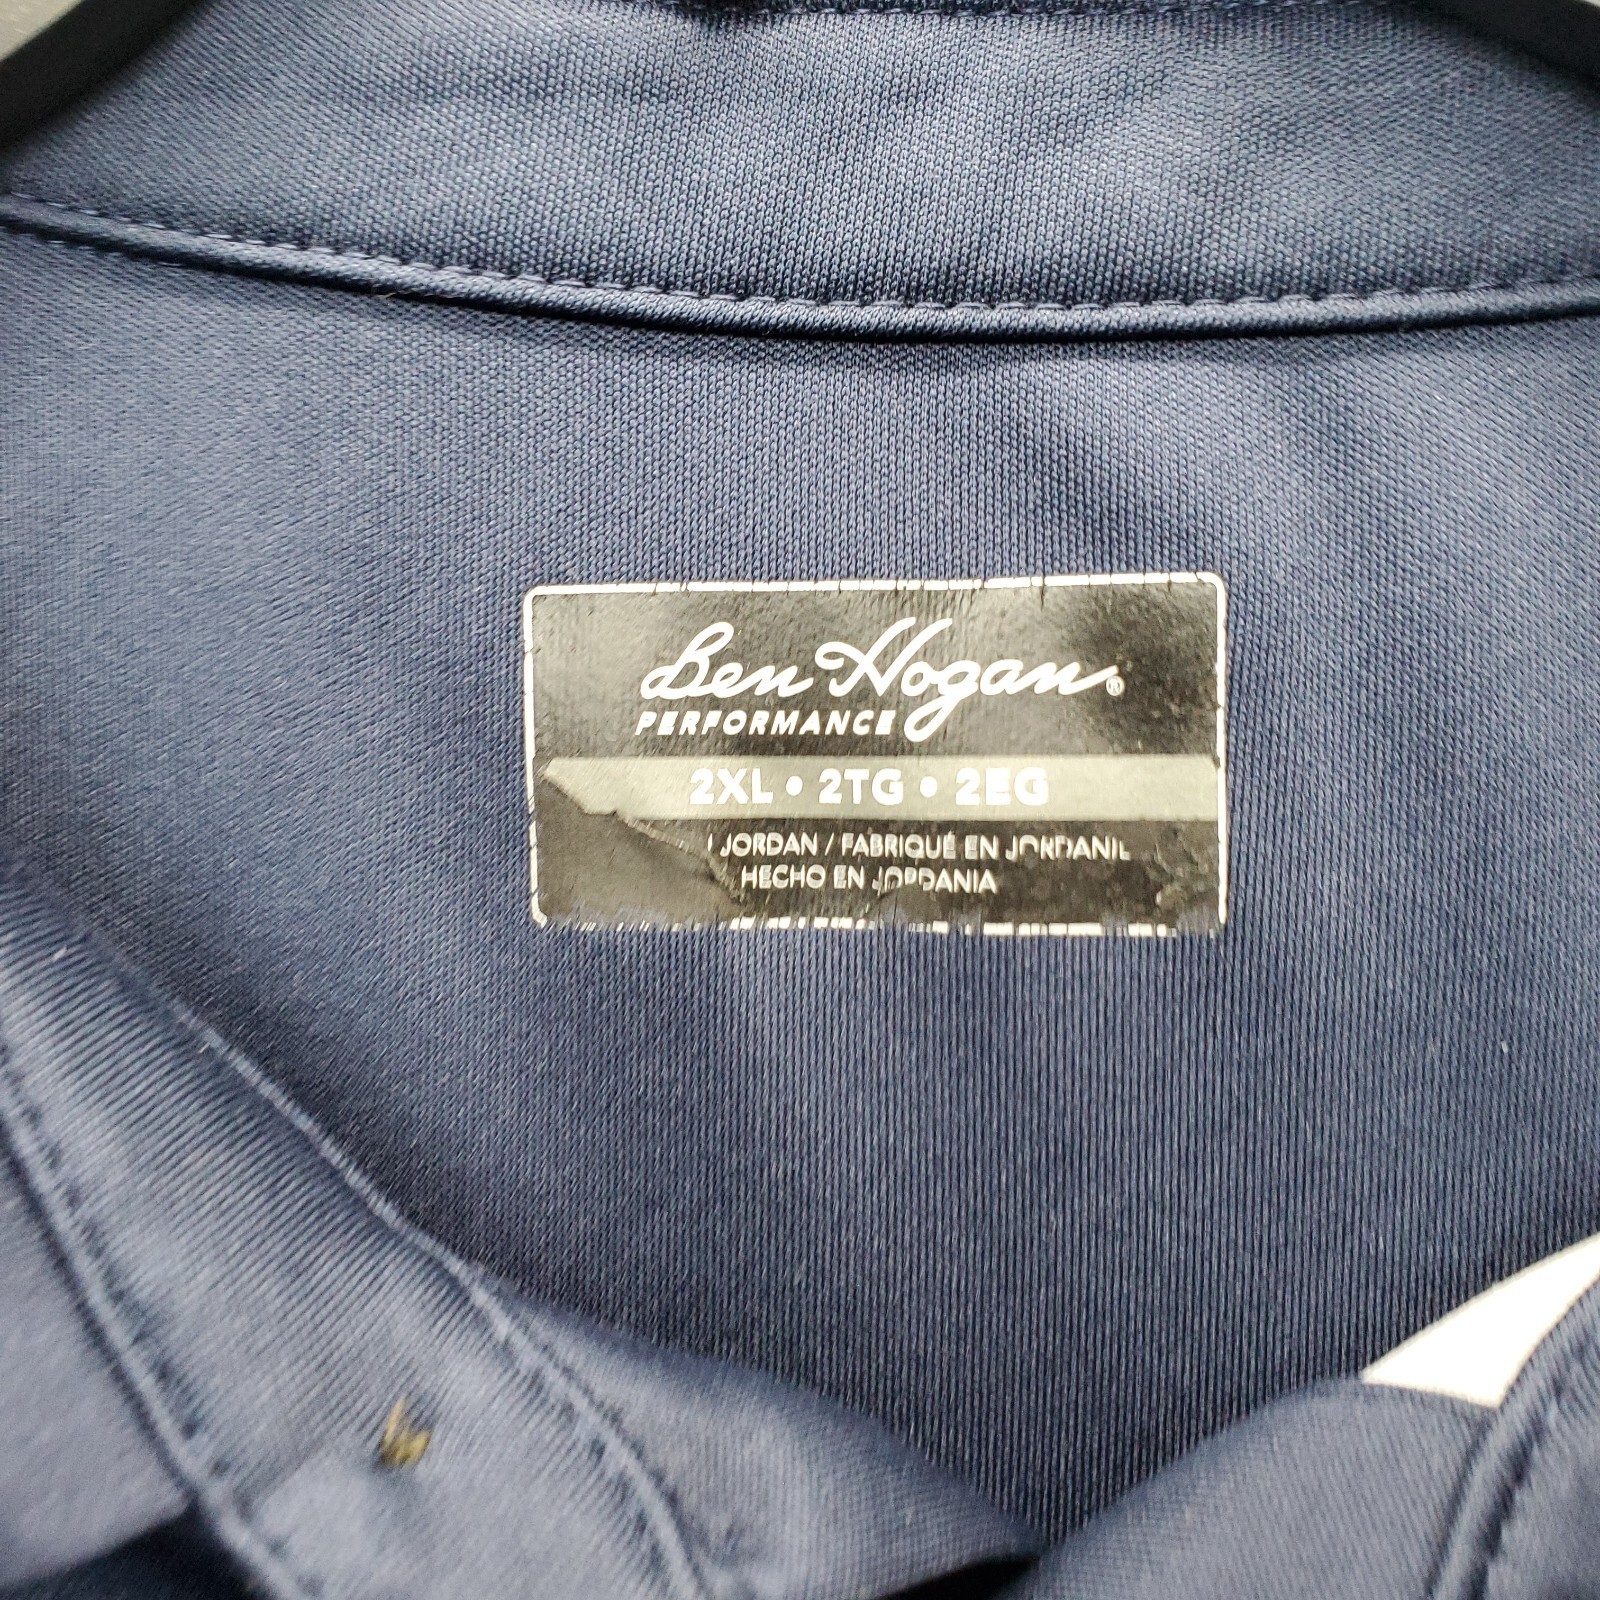 Ben Hogan®
PERFORMANCE
2XL • 2TG • 2EG
JORDAN / FABRIQUÉ EN JORDANIE
HECHO EN JORDANIA